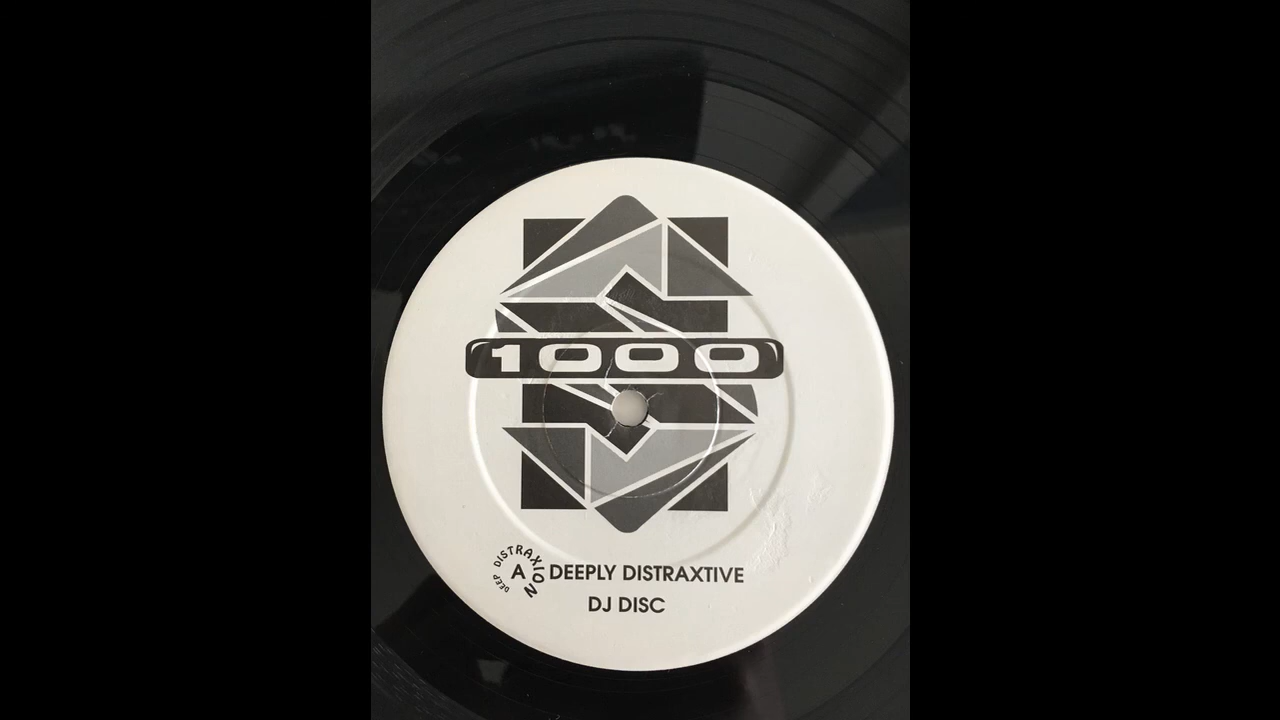 1000
DEEP DISTRAXION
A
DEEPLY DISTRAXTIVE
DJ DISC